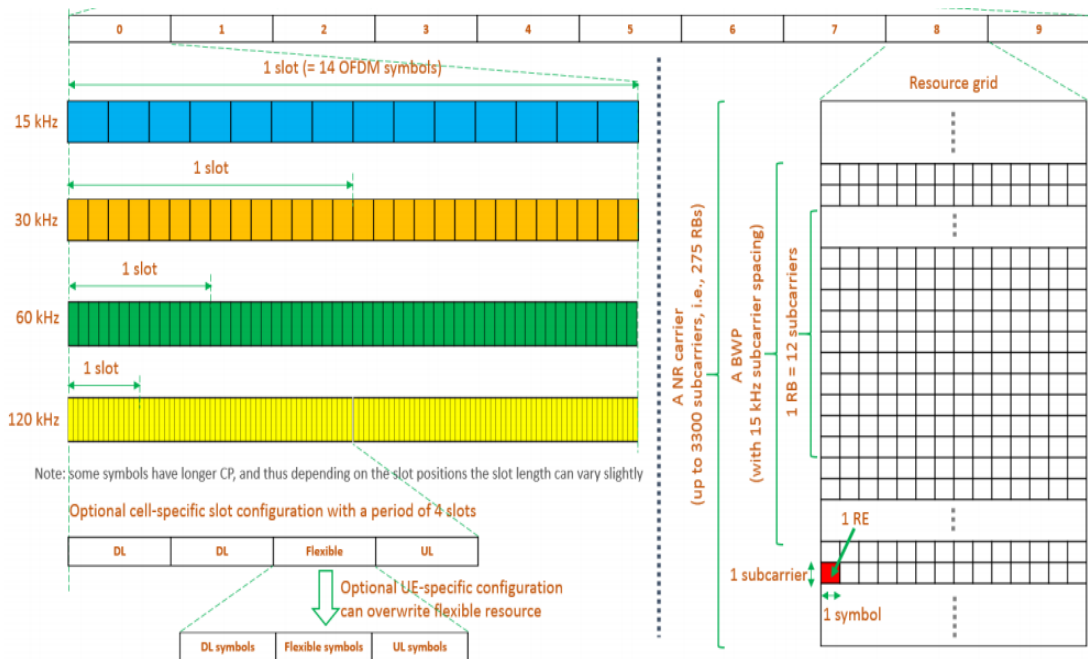 0 1 2 3 4 5 6 7 8 9
1 slot (= 14 OFDM symbols)
15 kHz
1 slot
30 kHz
1 slot
60 kHz
1 slot
120 kHz
Note: some symbols have longer CP, and thus depending on the slot positions the slot length can vary slightly
Optional cell-specific slot configuration with a period of 4 slots
DL DL Flexible UL
Optional UE-specific configuration
can overwrite flexible resource
DL symbols Flexible symbols UL symbols
A NR carrier
(up to 3300 subcarriers, i.e., 275 RBs)
A BWP
(with 15 kHz subcarrier spacing)
1 RB = 12 subcarriers
Resource grid
1 RE
1 subcarrier
1 symbol